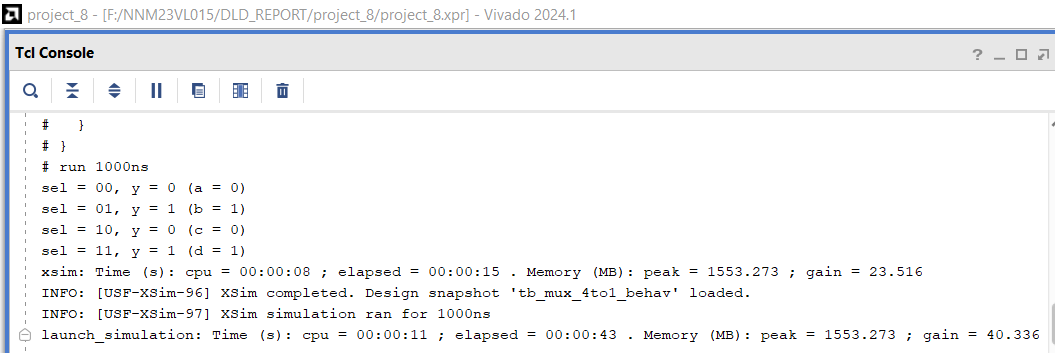 project_8 - [F:/NNM23VL015/DLD_REPORT/project_8/project_8.xpr] - Vivado 2024.1
Tcl Console
?
#   }
# }
# run 1000ns
sel = 00, y = 0 (a = 0)
sel = 01, y = 1 (b = 1)
sel = 10, y = 0 (c = 0)
sel = 11, y = 1 (d = 1)
xsim: Time (s): cpu = 00:00:08 ; elapsed = 00:00:15 . Memory (MB): peak = 1553.273 ; gain = 23.516
INFO: [USF-XSim-96] XSim completed. Design snapshot 'tb_mux_4to1_behav' loaded.
INFO: [USF-XSim-97] XSim simulation ran for 1000ns
launch_simulation: Time (s): cpu = 00:00:11 ; elapsed = 00:00:43 . Memory (MB): peak = 1553.273 ; gain = 40.336